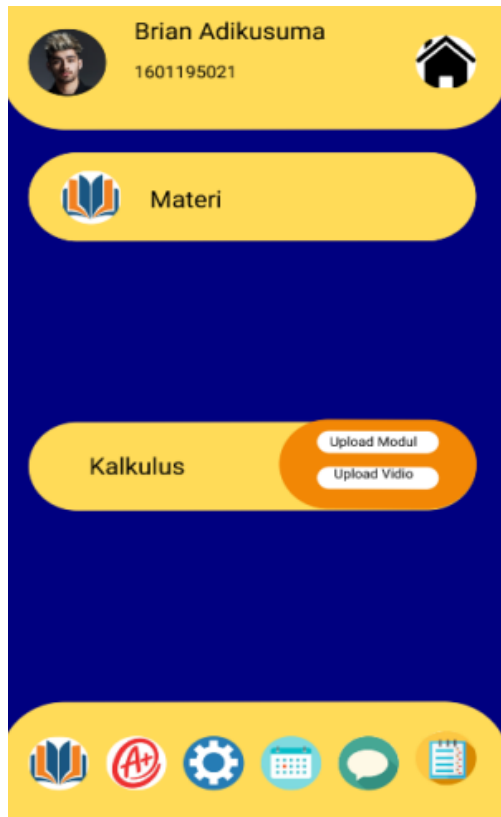 Brian Adikusuma
1601195021
Materi
Kalkulus
Upload Modul
Upload Vidio
A+